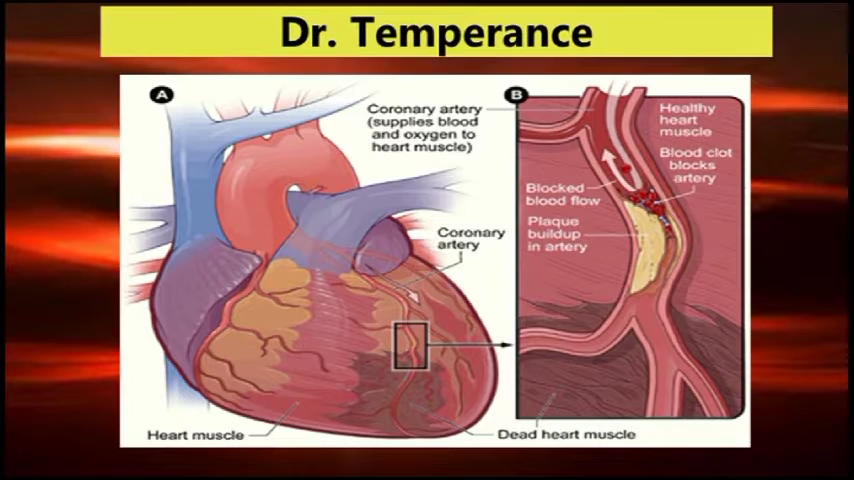 Dr. Temperance
A
Coronary artery
(supplies blood
and oxygen to
heart muscle)
Coronary
artery
Heart muscle
Dead heart muscle
B
Healthy
heart
muscle
Blood clot
blocks
artery
Blocked
blood flow
Plaque
buildup
in artery